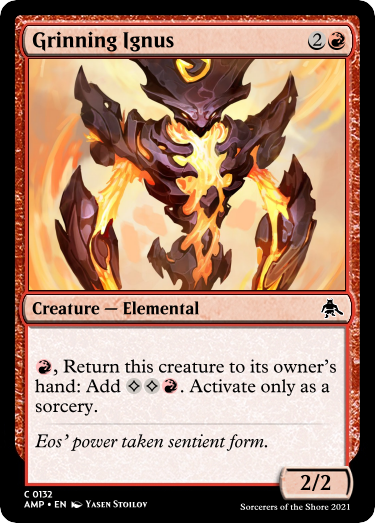 Grinning Ignus 2
, Return this creature to its owner's
hand: Add . Activate only as a
sorcery.
Eos' power taken sentient form.
Creature — Elemental
2/2
C 0132
AMP • EN Yasen Stoilov
Sorcerers of the Shore 2021